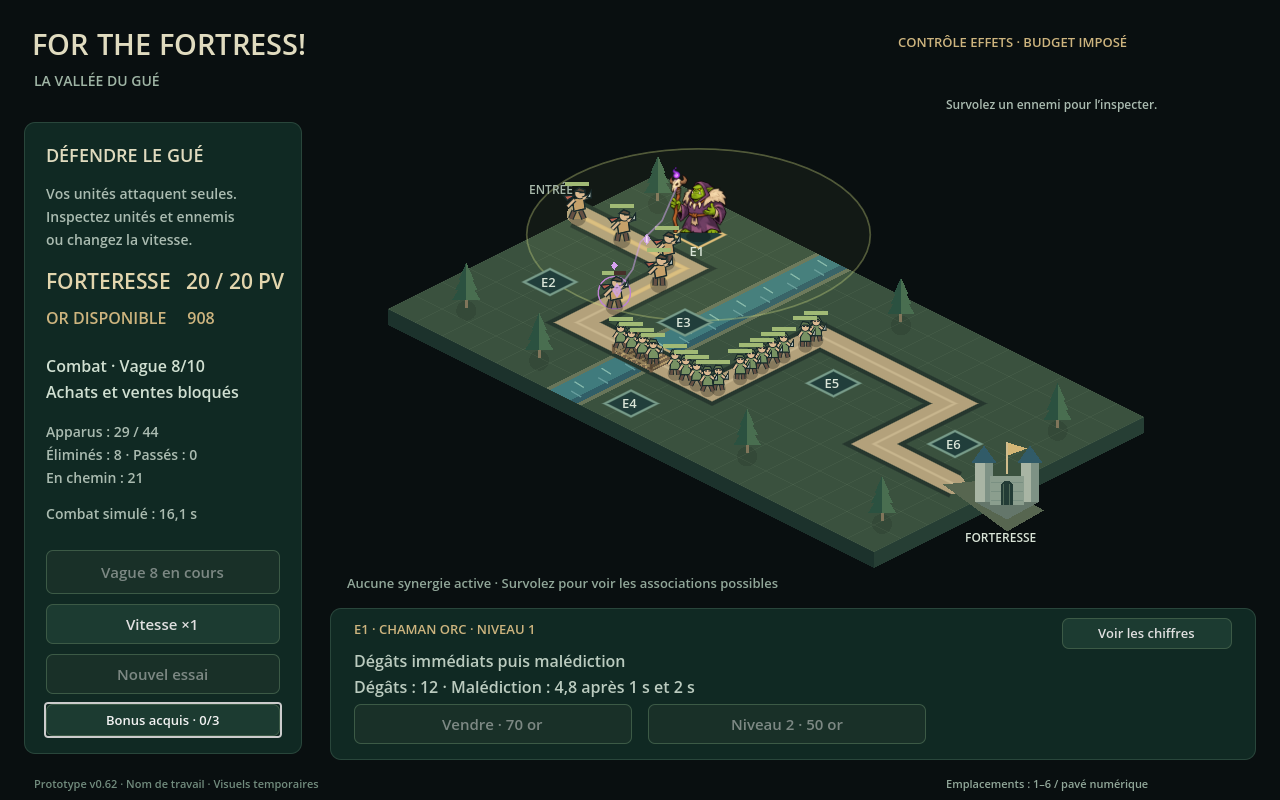 FOR THE FORTRESS!
LA VALLÉE DU GUÉ
CONTRÔLE EFFETS · BUDGET IMPOSÉ
Survolez un ennemi pour l’inspecter.
DÉFENDRE LE GUÉ
Vos unités attaquent seules.
Inspectez unités et ennemis
ou changez la vitesse.
FORTERESSE 20 / 20 PV
OR DISPONIBLE 908
Combat · Vague 8/10
Achats et ventes bloqués
Apparus : 29 / 44
Éliminés : 8 · Passés : 0
En chemin : 21
Combat simulé : 16,1 s
Vague 8 en cours
Vitesse ×1
Nouvel essai
Bonus acquis · 0/3
ENTRÉE
E1
E2
E3
E4
E5
E6
FORTERESSE
Aucune synergie active · Survolez pour voir les associations possibles
E1 · CHAMAN ORC · NIVEAU 1
Voir les chiffres
Dégâts immédiats puis malédiction
Dégâts : 12 · Malédiction : 4,8 après 1 s et 2 s
Vendre · 70 or
Niveau 2 · 50 or
Prototype v0.62 · Nom de travail · Visuels temporaires
Emplacements : 1–6 / pavé numérique